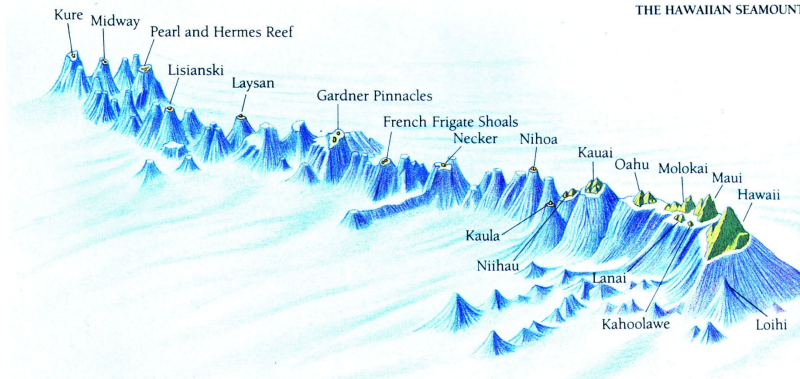 THE HAWAIIAN SEAMOUNT
Kure
Midway
Pearl and Hermes Reef
Lisianski
Laysan
Gardner Pinnacles
French Frigate Shoals
Necker
Nihoa
Kauai
Oahu
Molokai
Maui
Hawaii
Kaula
Niihau
Lanai
Kahoolawe
Loihi